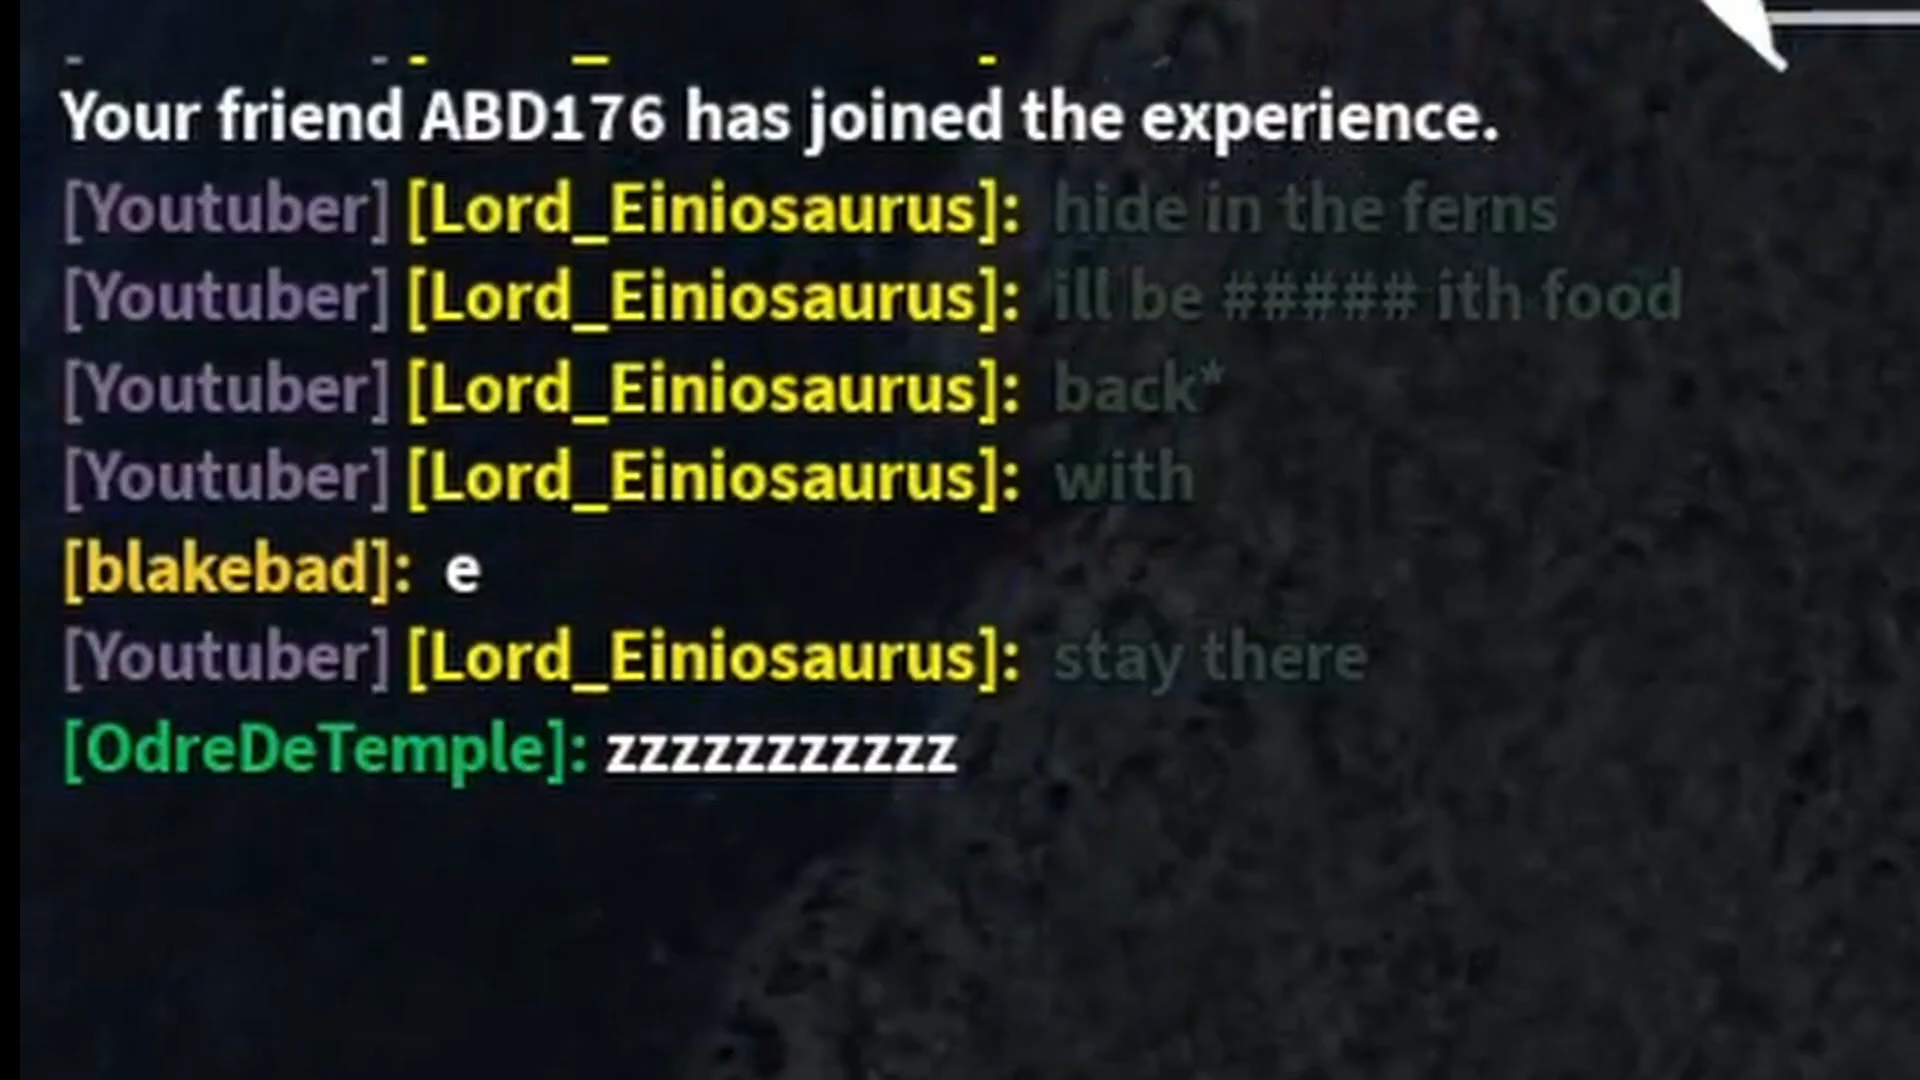 Your friend ABD176 has joined the experience.
[Youtuber] [Lord_Einiosaurus]: hide in the ferns
[Youtuber] [Lord_Einiosaurus]: ill be ##### ith food
[Youtuber] [Lord_Einiosaurus]: back*
[Youtuber] [Lord_Einiosaurus]: with
[blakebad]: e
[Youtuber] [Lord_Einiosaurus]: stay there
[OdreDeTemple]: zzzzzzzzzzz